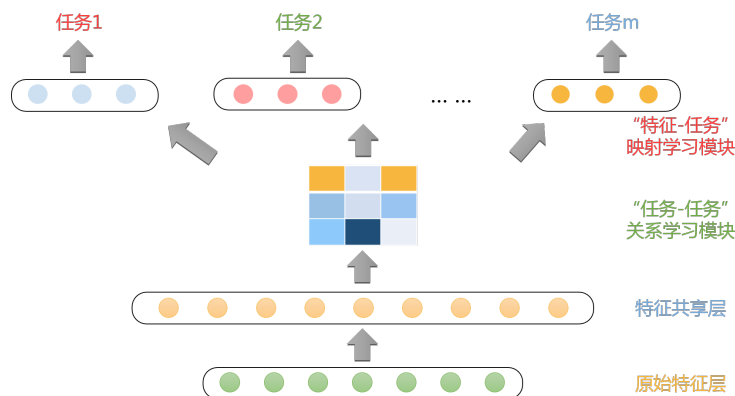 任务1
任务2
任务m
... ...
“特征-任务”
映射学习模块
“任务-任务”
关系学习模块
特征共享层
原始特征层